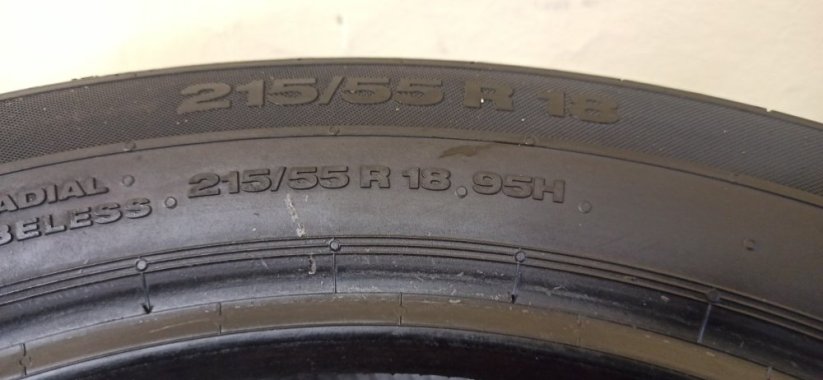 215/55 R 18
ADIAL
BELESS . 215/55 R 18 . 95H